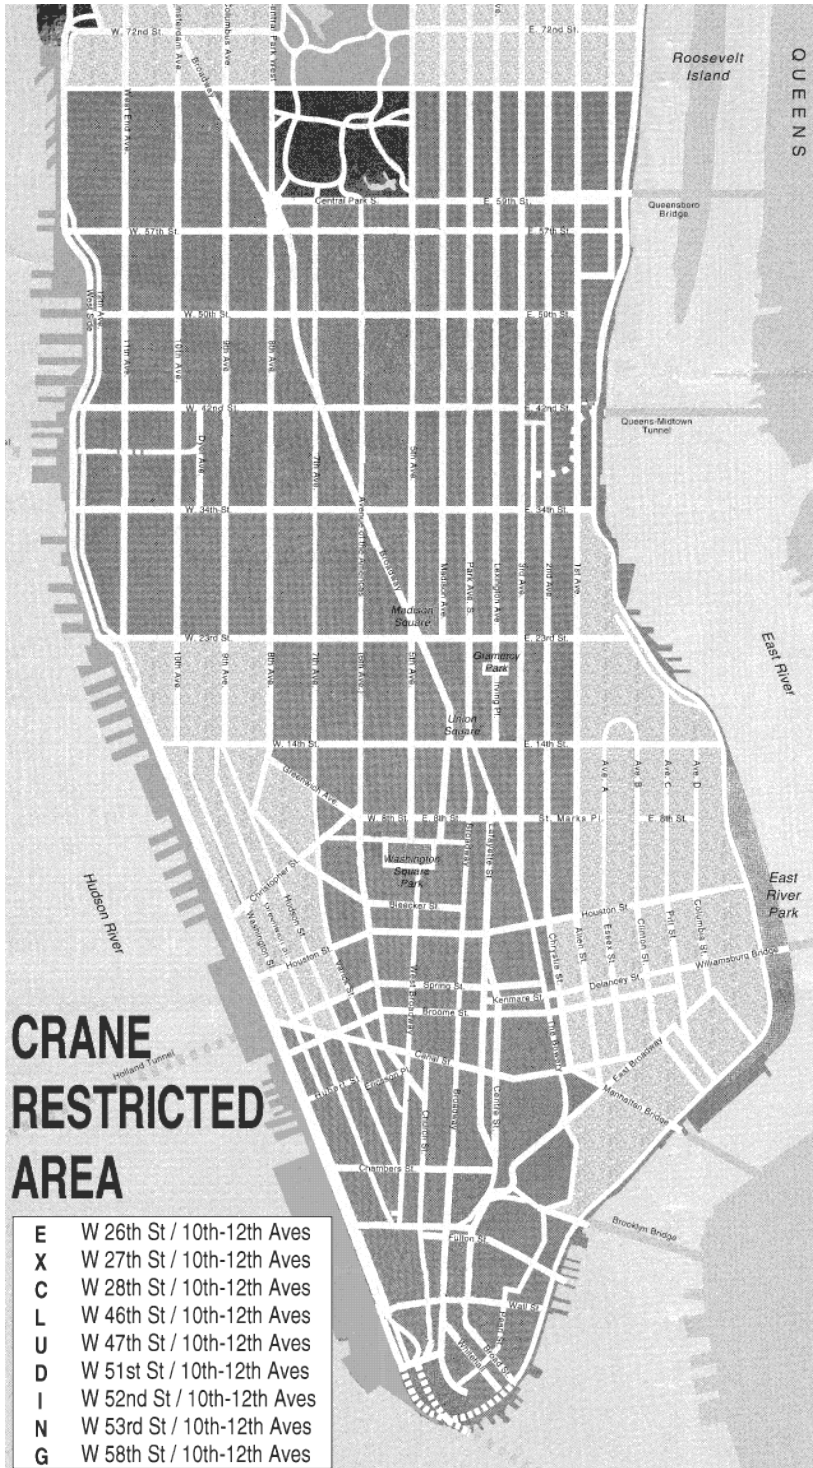 W. 72nd St.
E. 72nd St.
Amsterdam Ave.
Columbus Ave.
Central Park West
Broadway
Roosevelt
Island
QUEENS
West End Ave.
Central Park S.
E. 59th St.
Queensboro
Bridge
W. 57th St.
E. 57th St.
12th Ave.
West Side
W. 50th St.
E. 50th St.
11th Ave.
10th Ave.
9th Ave.
8th Ave.
W. 42nd St.
E. 42nd St.
Queens-Midtown
Tunnel
Dyer Ave.
7th Ave.
5th Ave.
W. 34th St.
E. 34th St.
Avenue of the Americas
Broadway
Madison Ave.
Park Ave. S.
Lexington Ave.
3rd Ave.
2nd Ave.
1st Ave.
Madison
Square
W. 23rd St.
E. 23rd St.
East River
10th Ave.
9th Ave.
8th Ave.
7th Ave.
5th Ave.
Gramercy
Park
Irving Pl.
Union
Square
W. 14th St.
E. 14th St.
Greenwich Ave.
Ave. A
Ave. B
Ave. C
Ave. D
W. 8th St.
E. 8th St.
St. Marks Pl.
E. 8th St.
Broadway
Lafayette St.
Washington
Square
Park
Christopher St.
Hudson St.
Greenwich St.
Washington St.
Hudson River
East
River
Park
Bleecker St.
Houston St.
Houston St.
Varick St.
West Broadway
Chrystie St.
Allen St.
Essex St.
Clinton St.
Pitt St.
Columbia St.
Williamsburg Bridge
Spring St.
Kenmare St.
Delancey St.
Broome St.
The Bowery
Canal St.
East Broadway
Manhattan Bridge
Holland Tunnel
Hubert St.
Ericsson Pl.
Church St.
Broadway
Centre St.
Chambers St.
Brooklyn Bridge
Fulton St.
Wall St.
Whitehall
Broad St.
CRANE
RESTRICTED
AREA
E W 26th St / 10th-12th Aves
X W 27th St / 10th-12th Aves
C W 28th St / 10th-12th Aves
L W 46th St / 10th-12th Aves
U W 47th St / 10th-12th Aves
D W 51st St / 10th-12th Aves
I W 52nd St / 10th-12th Aves
N W 53rd St / 10th-12th Aves
G W 58th St / 10th-12th Aves